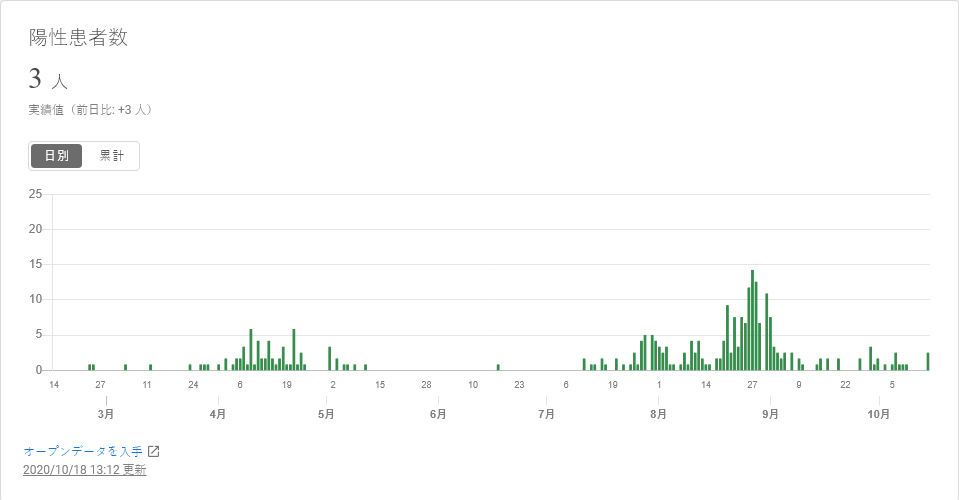 陽性患者数
3 人
実績値（前日比: +3 人）
日別 累計
25
20
15
10
5
0
14 27 11 24 6 19 2 15 28 10 23 6 19 1 14 27 9 22 5
3月 4月 5月 6月 7月 8月 9月 10月
オープンデータを入手
2020/10/18 13:12 更新